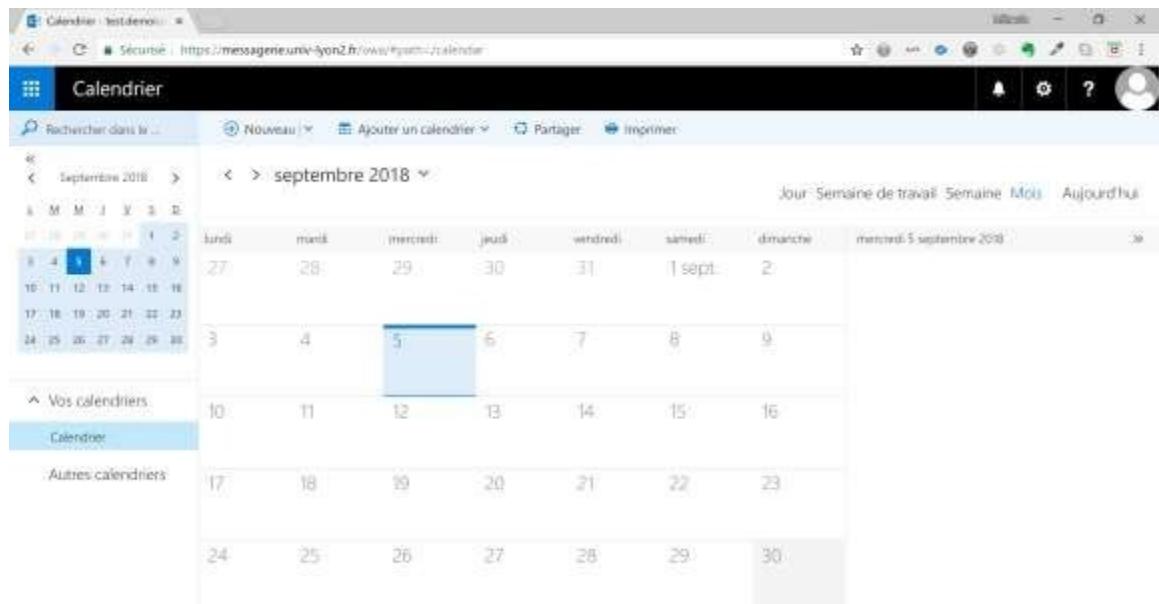 Calendrier - test.demo
Sécurisé https://messagerie.univ-lyon2.fr/owa/#path=/calendar
Calendrier
?
Rechercher dans le ...
Nouveau
Ajouter un calendrier
Partager
Imprimer
«
< Septembre 2018 >
L M M J V S D
1 2
3 4 5 6 7 8 9
10 11 12 13 14 15 16
17 18 19 20 21 22 23
24 25 26 27 28 29 30
Vos calendriers
Calendrier
Autres calendriers
< > septembre 2018
Jour Semaine de travail Semaine Mois Aujourd'hui
lundi mardi mercredi jeudi vendredi samedi dimanche
27 28 29 30 31 1 sept. 2
3 4 5 6 7 8 9
10 11 12 13 14 15 16
17 18 19 20 21 22 23
24 25 26 27 28 29 30
mercredi 5 septembre 2018 »